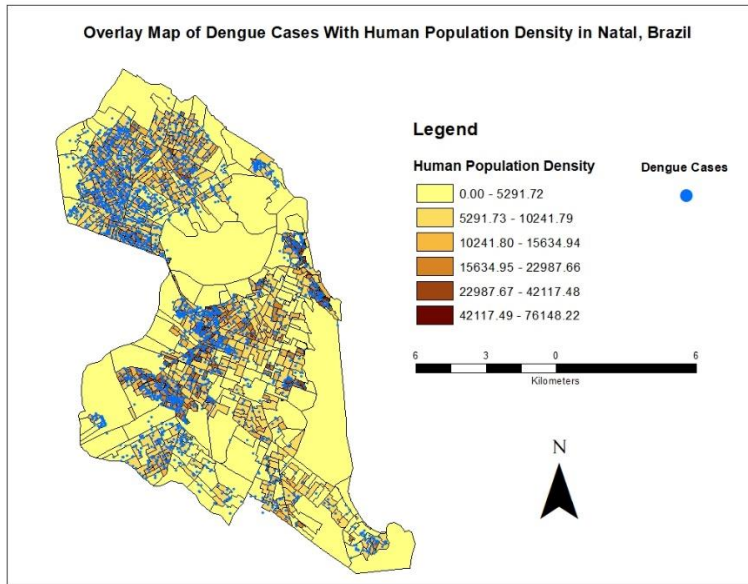 Overlay Map of Dengue Cases With Human Population Density in Natal, Brazil
Legend
Human Population Density
Dengue Cases
0.00 - 5291.72
5291.73 - 10241.79
10241.80 - 15634.94
15634.95 - 22987.66
22987.67 - 42117.48
42117.49 - 76148.22
6 3 0 6
Kilometers
N